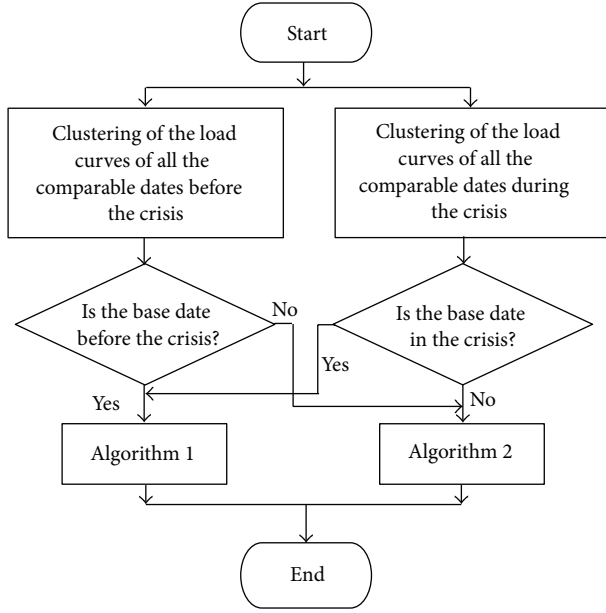 Start
Clustering of the load
curves of all the
comparable dates before
the crisis
Clustering of the load
curves of all the
comparable dates during
the crisis
Is the base date
before the crisis?
No
Is the base date
in the crisis?
Yes
Yes
No
Algorithm 1
Algorithm 2
End